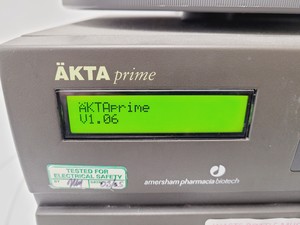 ÄKTA prime
ÄKTAprime
V1.06
TESTED FOR
ELECTRICAL SAFETY
amersham pharmacia biotech